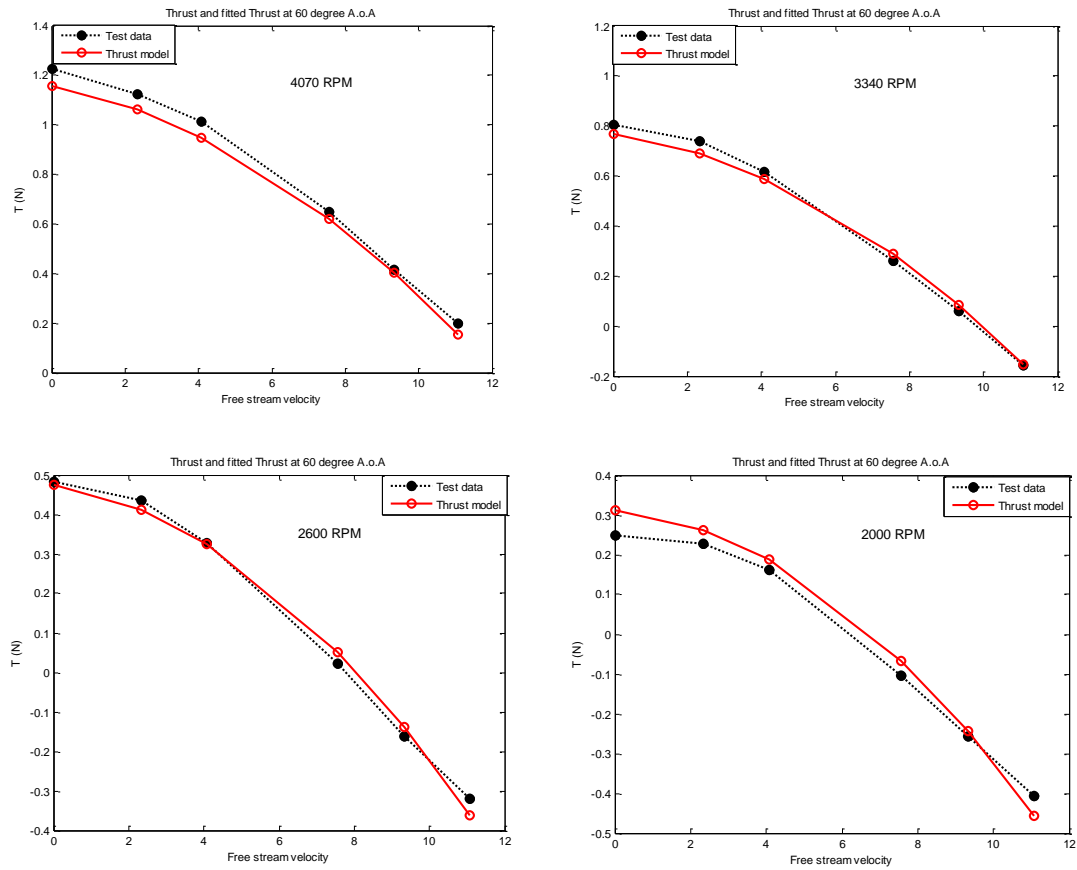 Thrust and fitted Thrust at 60 degree A.o.A
1.4
1.2
1
0.8
0.6
0.4
0.2
0
T (N)
Test data
Thrust model
4070 RPM
0 2 4 6 8 10 12
Free stream velocity
Thrust and fitted Thrust at 60 degree A.o.A
1.2
1
0.8
0.6
0.4
0.2
0
-0.2
T (N)
Test data
Thrust model
3340 RPM
0 2 4 6 8 10 12
Free stream velocity
Thrust and fitted Thrust at 60 degree A.o.A
0.5
0.4
0.3
0.2
0.1
0
-0.1
-0.2
-0.3
-0.4
T (N)
Test data
Thrust model
2600 RPM
0 2 4 6 8 10 12
Free stream velocity
Thrust and fitted Thrust at 60 degree A.o.A
0.4
0.3
0.2
0.1
0
-0.1
-0.2
-0.3
-0.4
-0.5
T (N)
Test data
Thrust model
2000 RPM
0 2 4 6 8 10 12
Free stream velocity